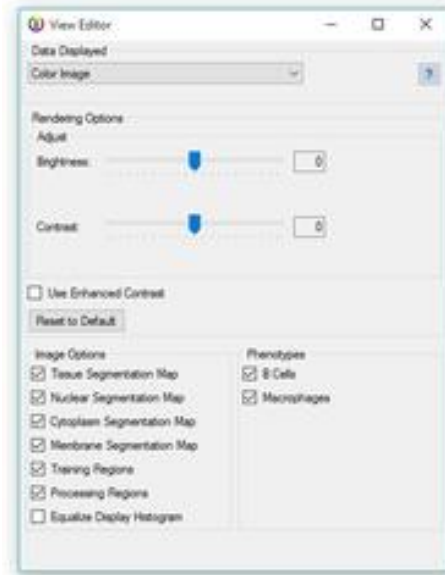 View Editor
Data Displayed
Color Image
?
Rendering Options
Adjust
Brightness: 0
Contrast: 0
Use Enhanced Contrast
Reset to Default
Image Options
Tissue Segmentation Map
Nuclear Segmentation Map
Cytoplasm Segmentation Map
Membrane Segmentation Map
Training Regions
Processing Regions
Equalize Display Histogram
Phenotypes
B Cells
Macrophages